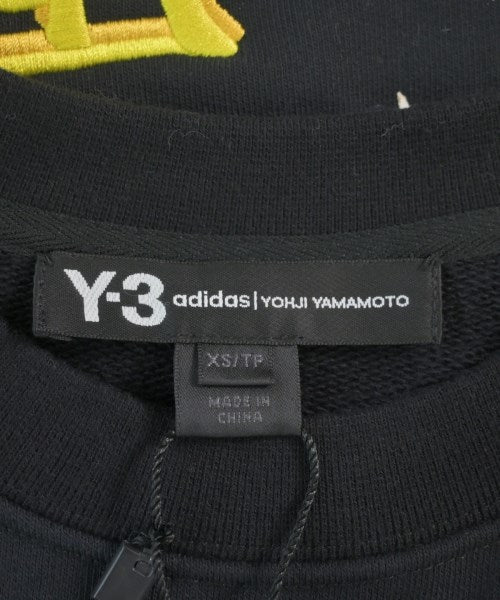 Y-3 adidas | YOHJI YAMAMOTO
XS/TP
MADE IN
CHINA